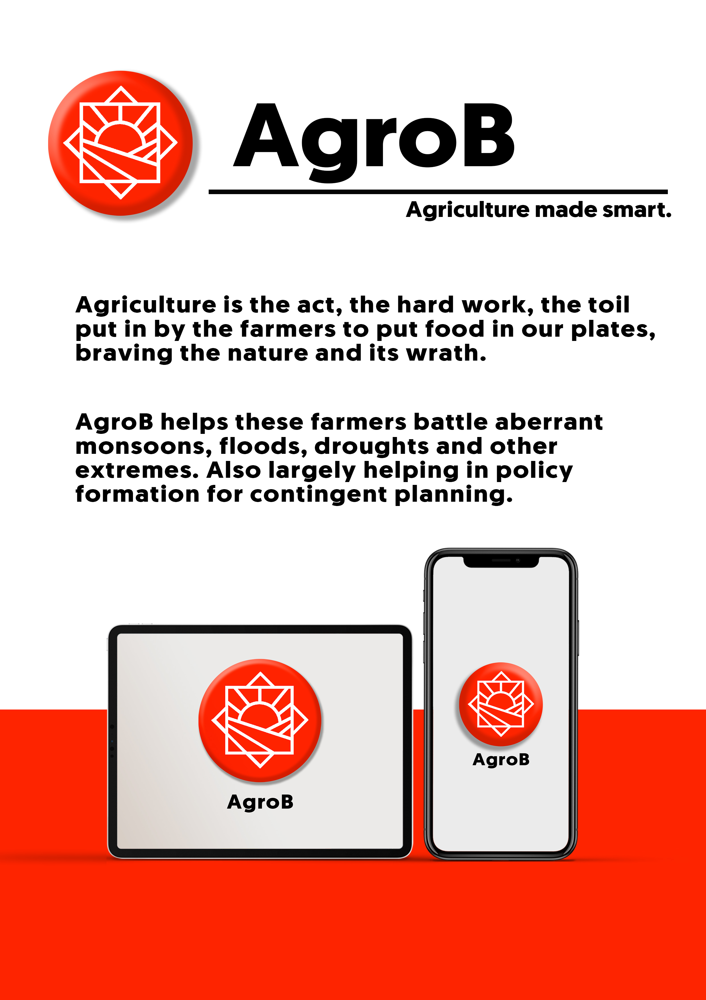 AgroB
Agriculture made smart.
Agriculture is the act, the hard work, the toil
put in by the farmers to put food in our plates,
braving the nature and its wrath.
AgroB helps these farmers battle aberrant
monsoons, floods, droughts and other
extremes. Also largely helping in policy
formation for contingent planning.
AgroB
AgroB